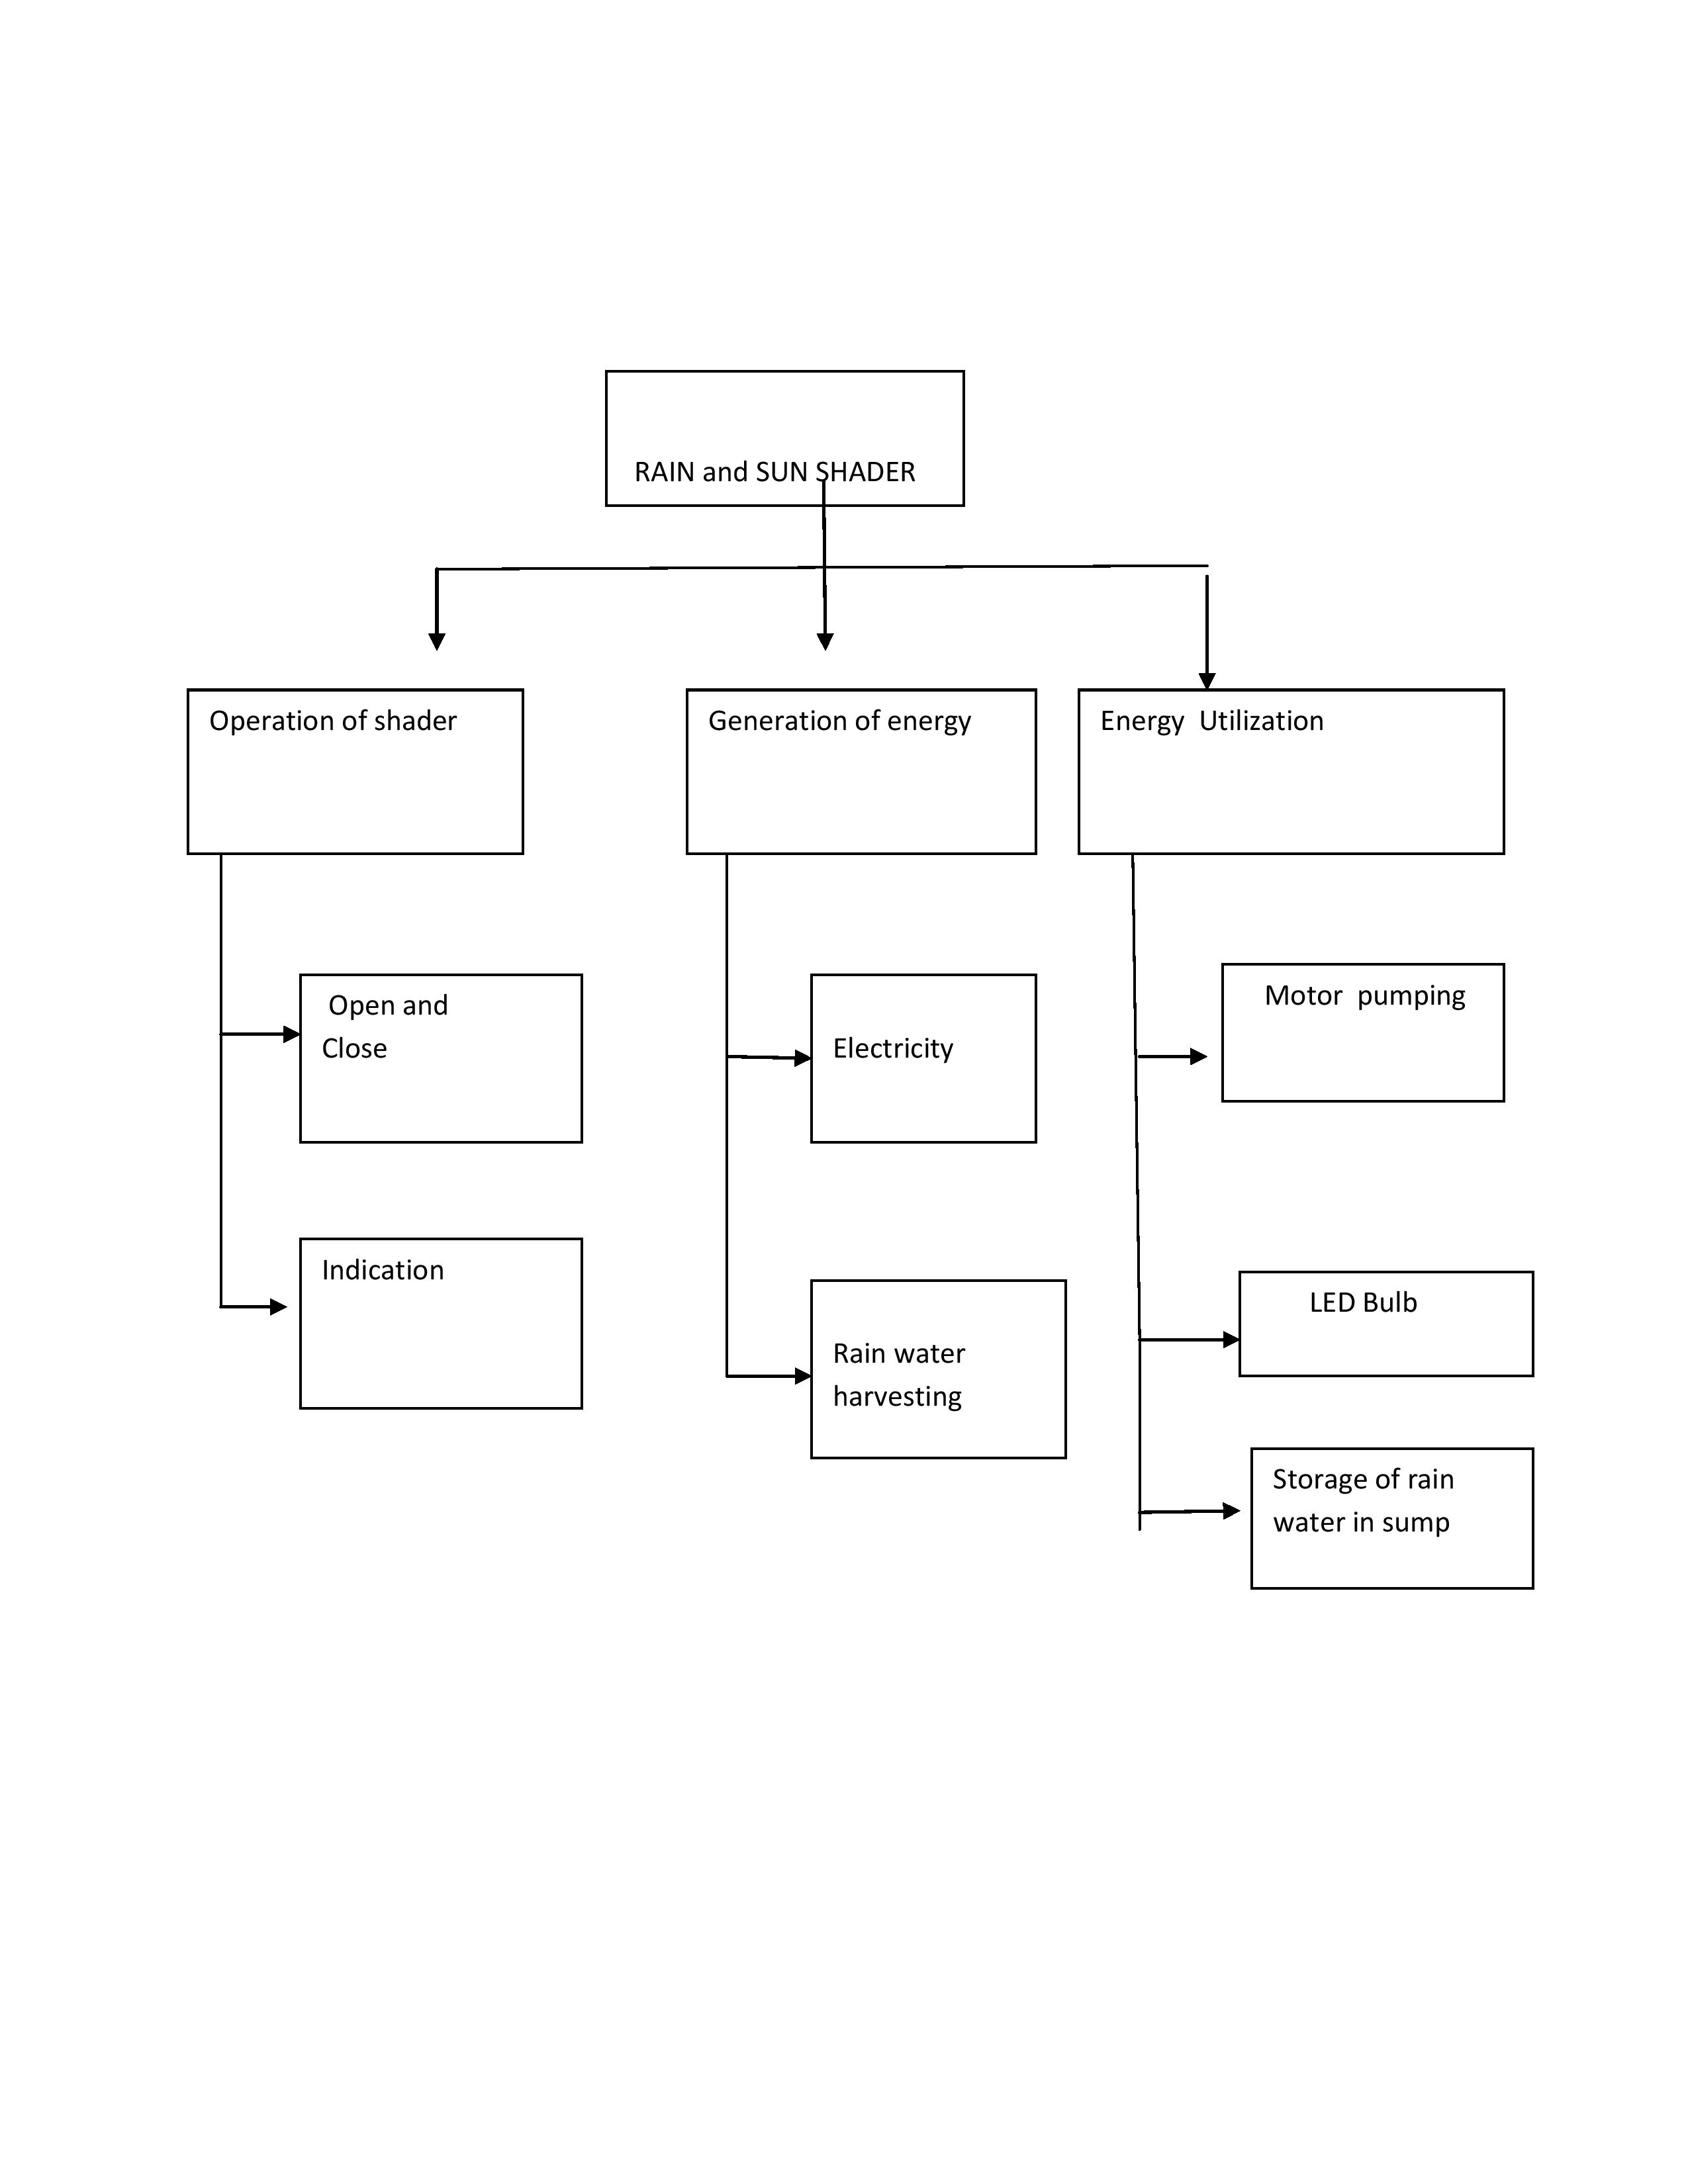 RAIN and SUN SHADER
Operation of shader
Generation of energy
Energy  Utilization
Open and
Close
Electricity
Motor  pumping
Indication
Rain water
harvesting
LED Bulb
Storage of rain
water in sump